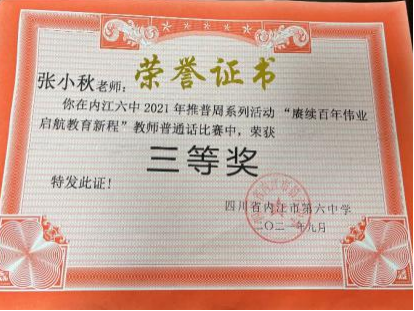 荣誉证书
张小秋老师：
你在内江六中2021年推普周系列活动“赓续百年伟业
启航教育新程”教师普通话比赛中，荣获
三等奖
特发此证！
四川省内江市第六中学
二〇二一年九月